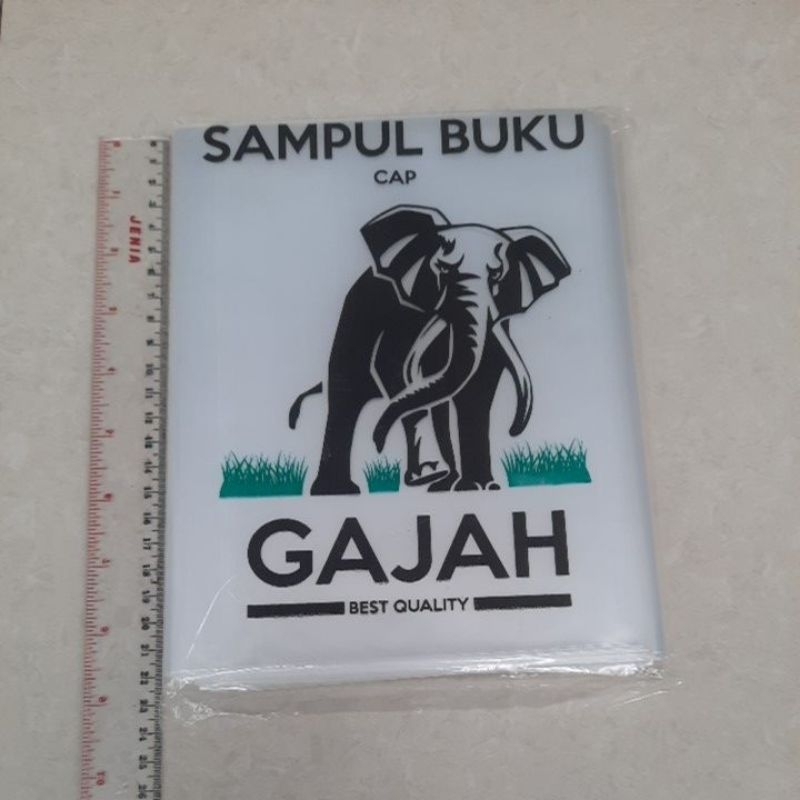 SAMPUL BUKU
CAP
GAJAH
BEST QUALITY
JENIA